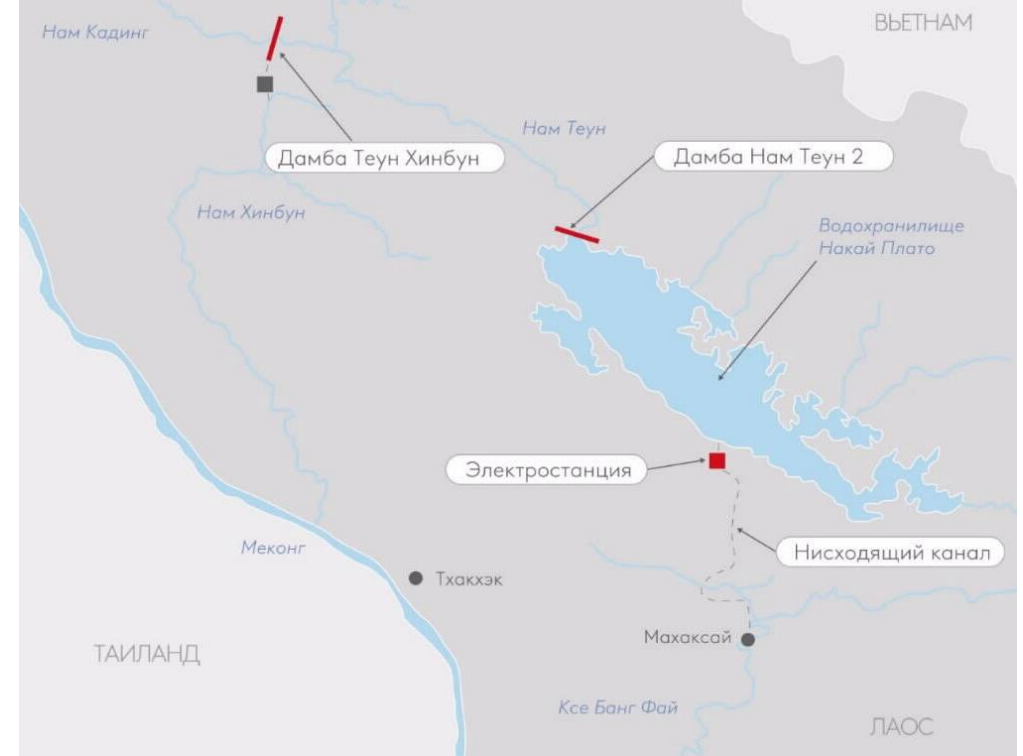 ВЬЕТНАМ
Нам Кадинг
Нам Теун
Дамба Теун Хинбун
Дамба Нам Теун 2
Нам Хинбун
Водохранилище
Накай Плато
Электростанция
Меконг
Нисходящий канал
Тхакхэк
Махаксай
ТАИЛАНД
Ксе Банг Фай
ЛАОС